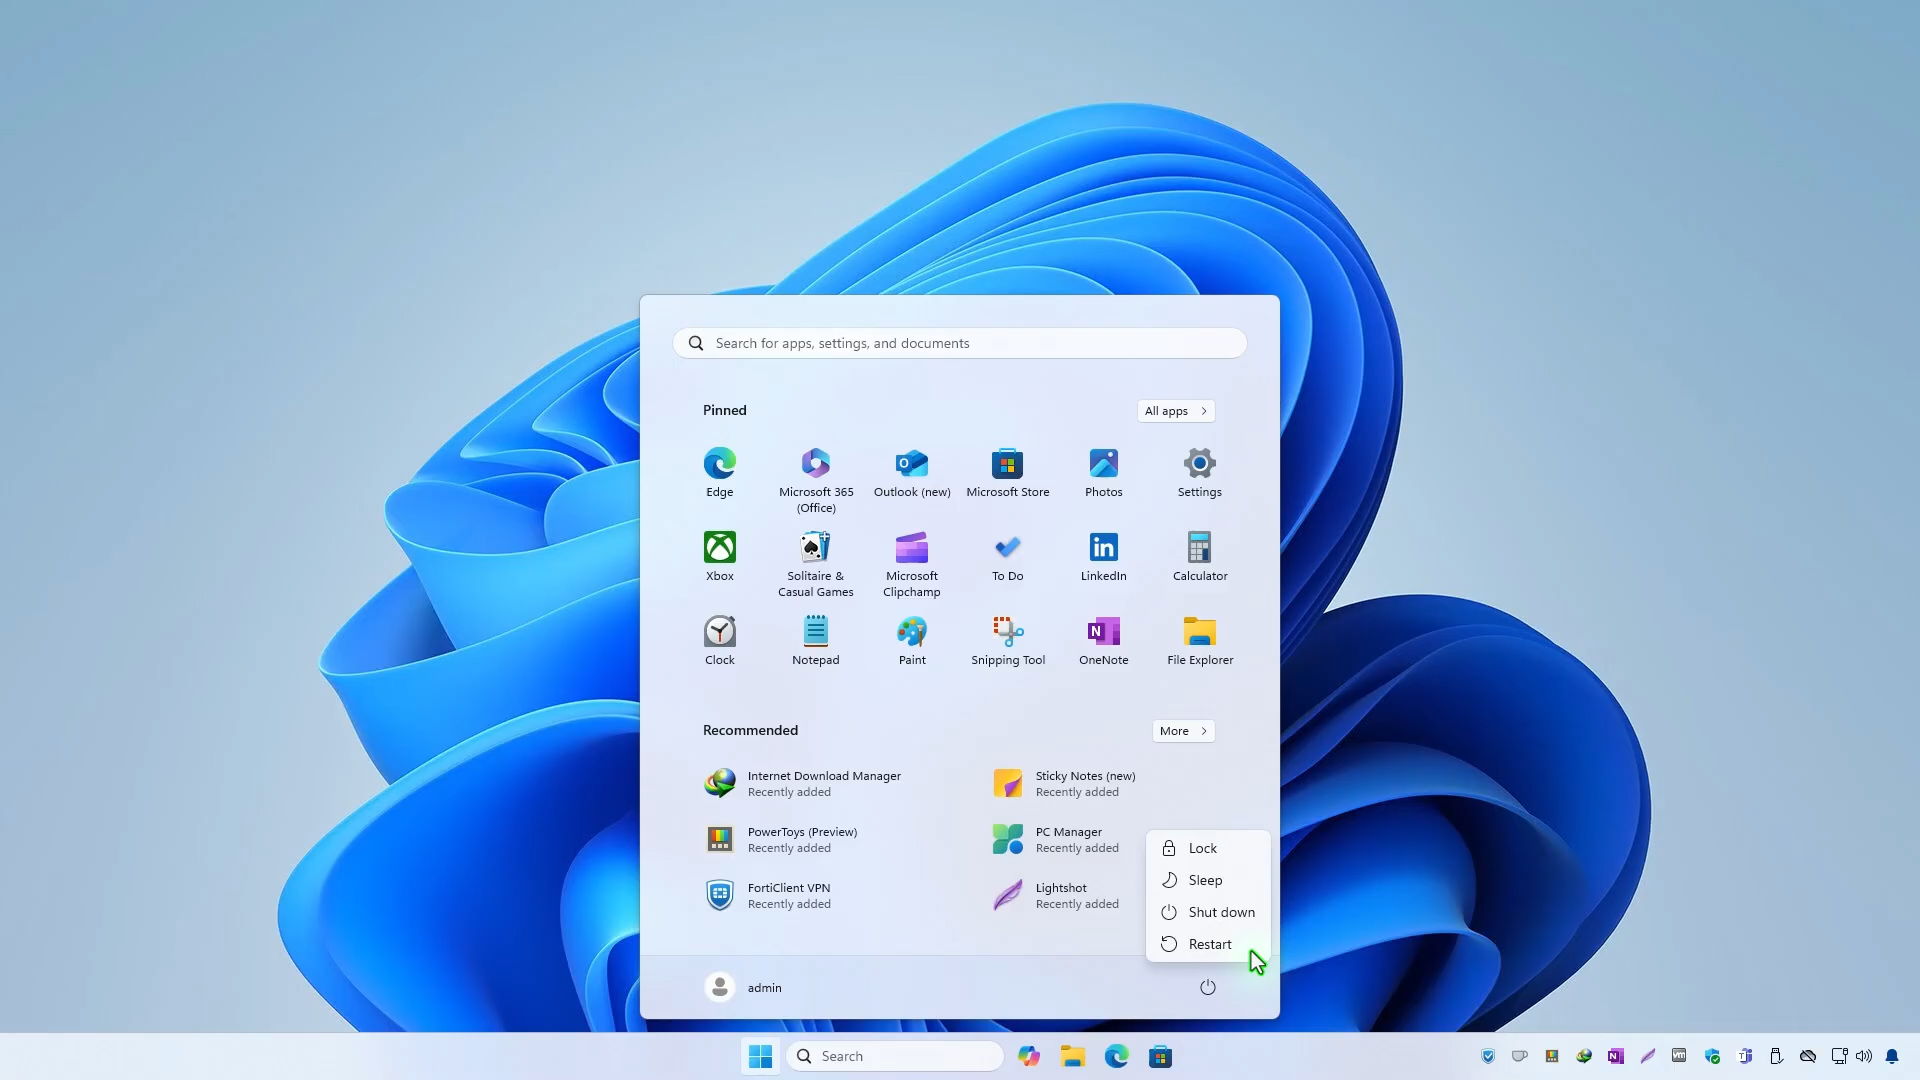 Search for apps, settings, and documents
Pinned
All apps
Edge
Microsoft 365
(Office)
Outlook (new)
Microsoft Store
Photos
Settings
Xbox
Solitaire &
Casual Games
Microsoft
Clipchamp
To Do
LinkedIn
Calculator
Clock
Notepad
Paint
Snipping Tool
OneNote
File Explorer
Recommended
More
Internet Download Manager
Recently added
Sticky Notes (new)
Recently added
PowerToys (Preview)
Recently added
PC Manager
Recently added
FortiClient VPN
Recently added
Lightshot
Recently added
Lock
Sleep
Shut down
Restart
admin
Search